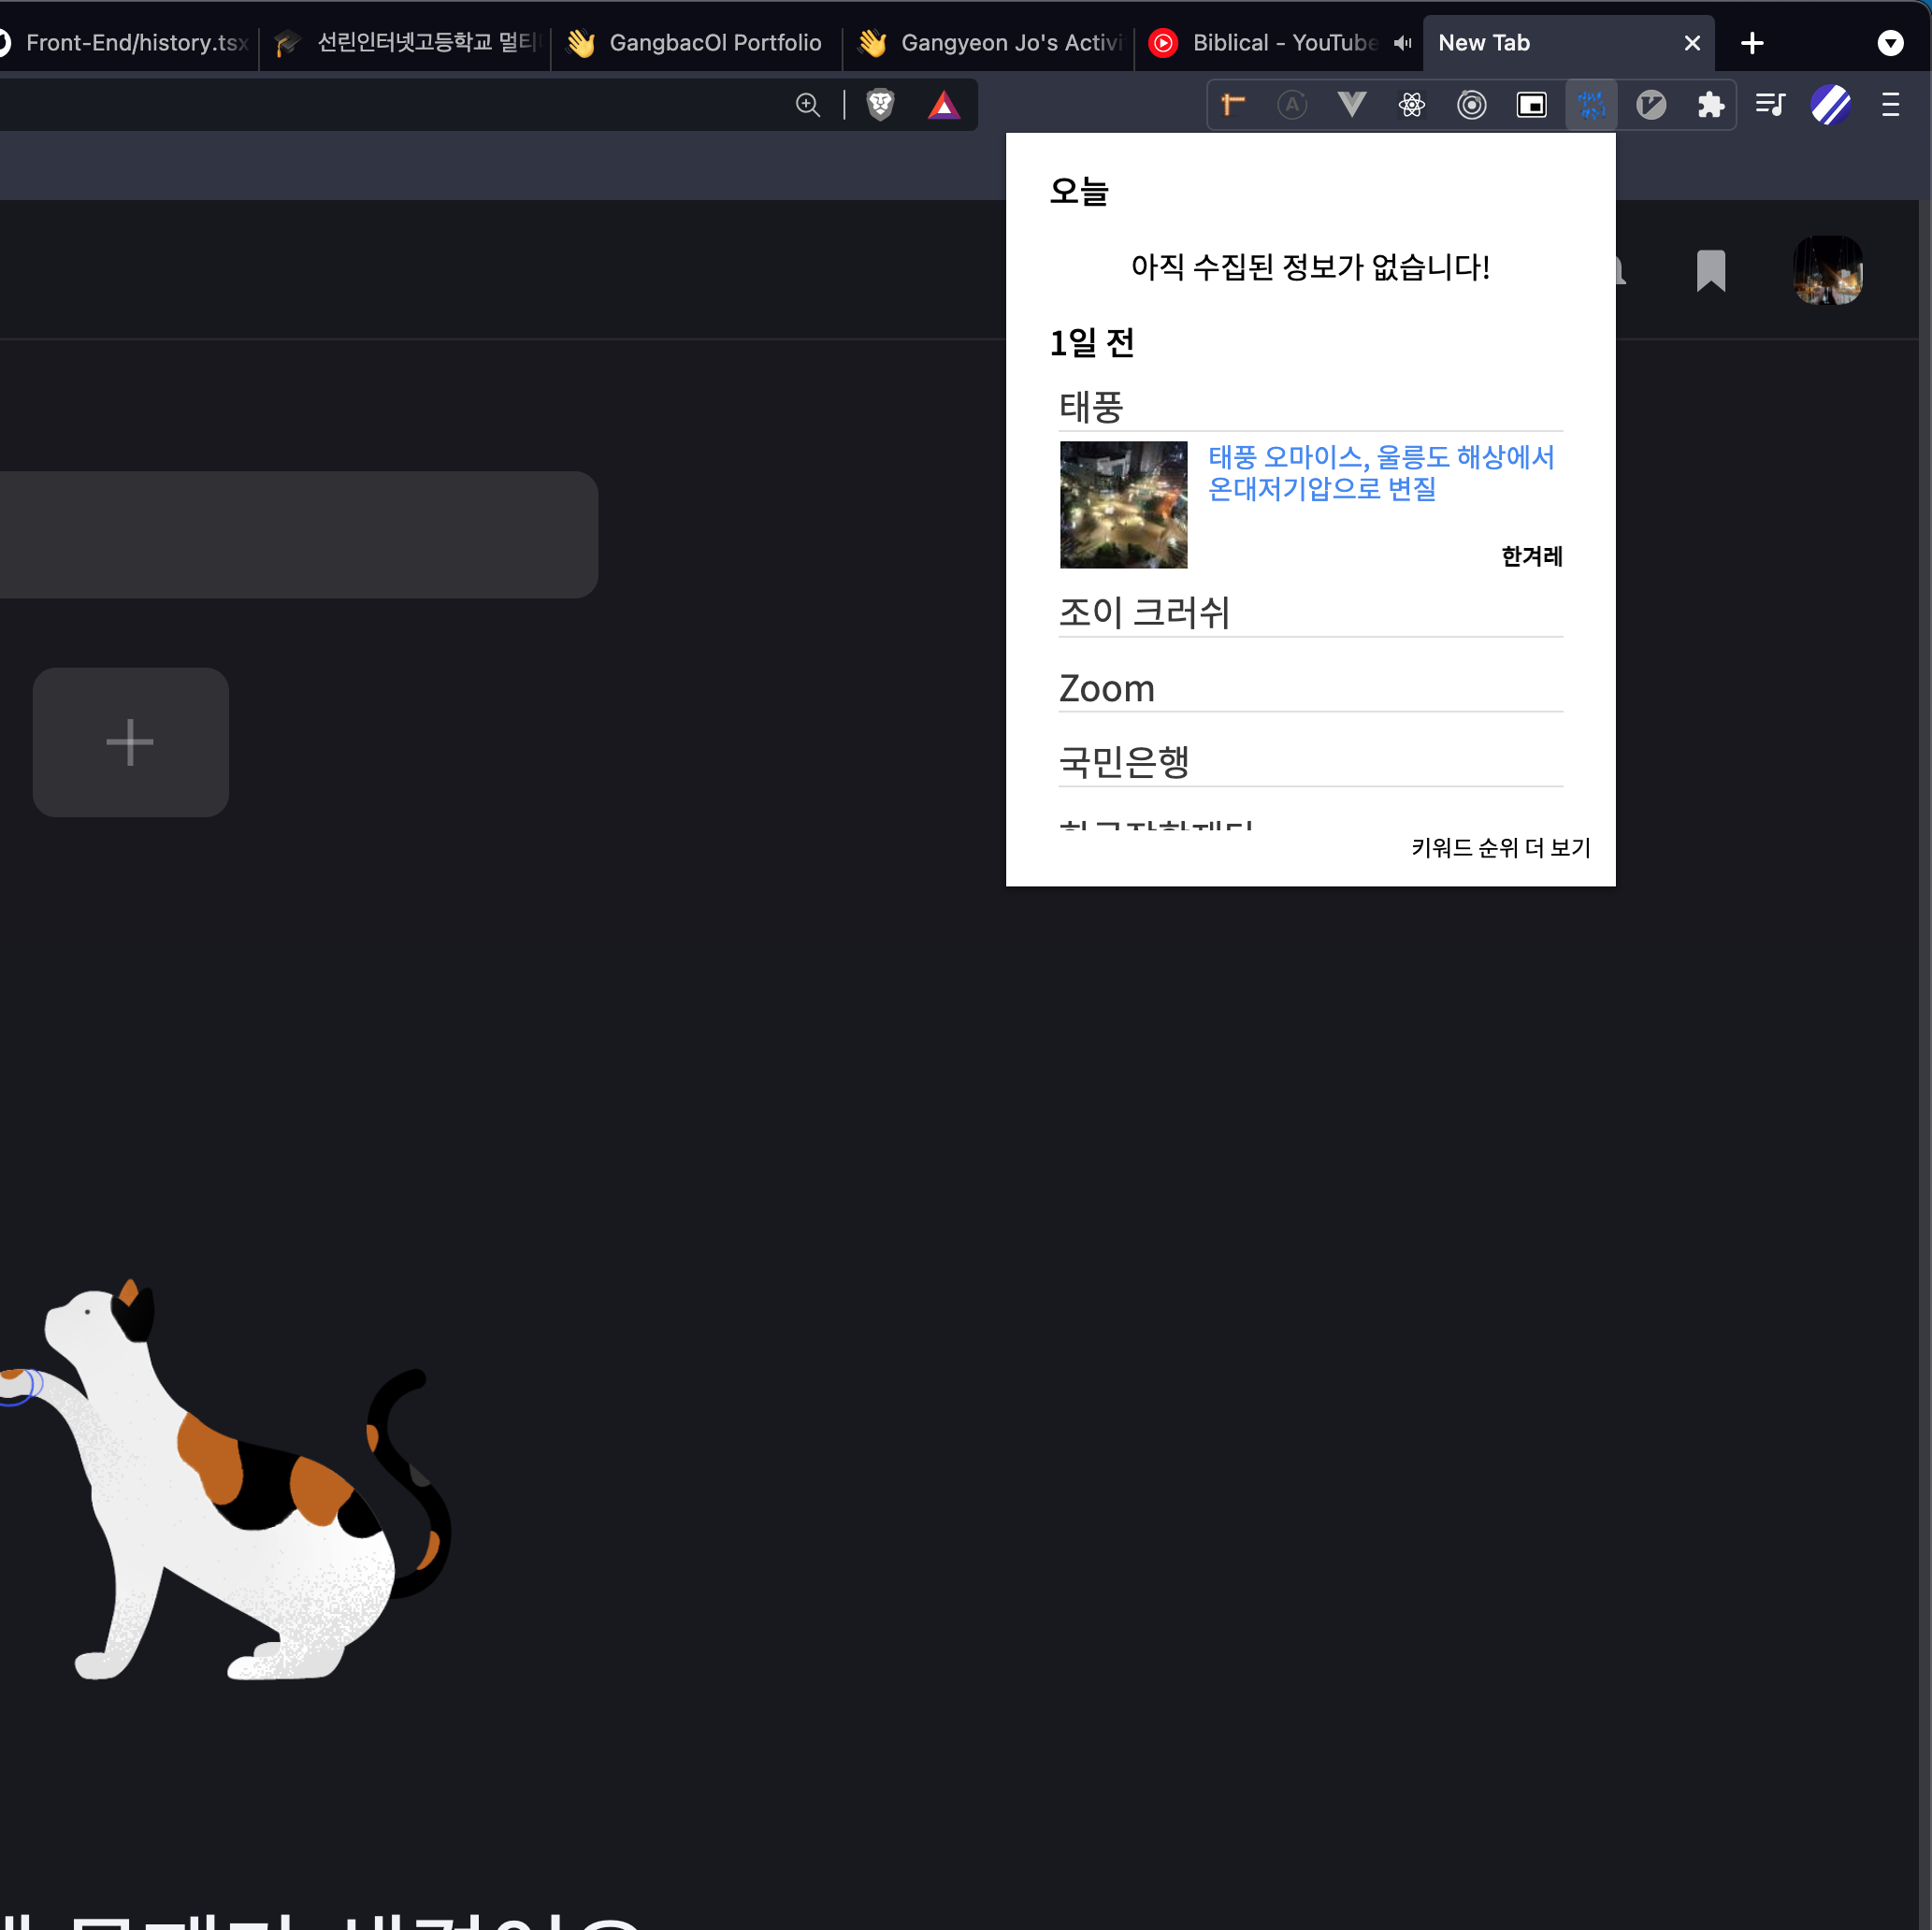 Front-End/history.tsx
선린인터넷고등학교 멀티
GangbacOl Portfolio
Gangyeon Jo's Activi
Biblical - YouTube
New Tab
오늘
아직 수집된 정보가 없습니다!
1일 전
태풍
태풍 오마이스, 울릉도 해상에서
온대저기압으로 변질
한겨레
조이 크러쉬
Zoom
국민은행
키워드 순위 더 보기